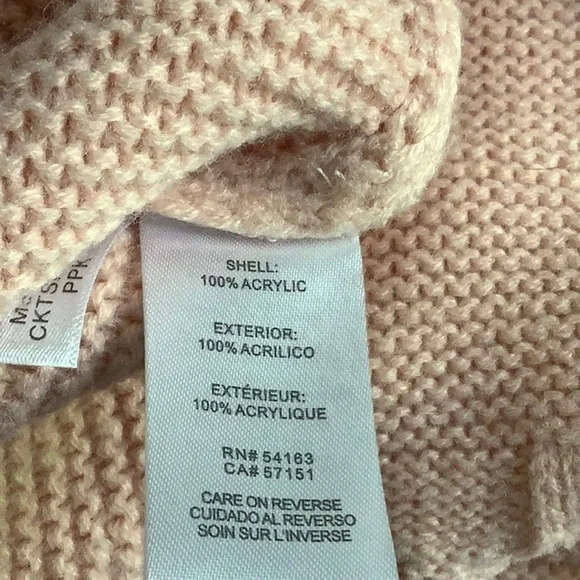 SHELL:
100% ACRYLIC
EXTERIOR:
100% ACRILICO
EXTÉRIEUR:
100% ACRYLIQUE
RN# 54163
CA# 57151
CARE ON REVERSE
CUIDADO AL REVERSO
SOIN SUR L'INVERSE